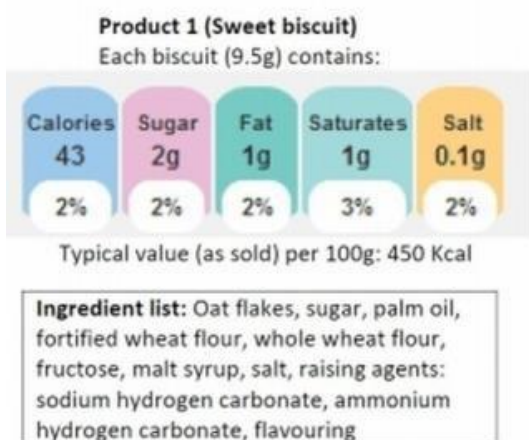 Product 1 (Sweet biscuit)
Each biscuit (9.5g) contains:
Calories Sugar Fat Saturates Salt
43 2g 1g 1g 0.1g
2% 2% 2% 3% 2%
Typical value (as sold) per 100g: 450 Kcal
Ingredient list: Oat flakes, sugar, palm oil,
fortified wheat flour, whole wheat flour,
fructose, malt syrup, salt, raising agents:
sodium hydrogen carbonate, ammonium
hydrogen carbonate, flavouring